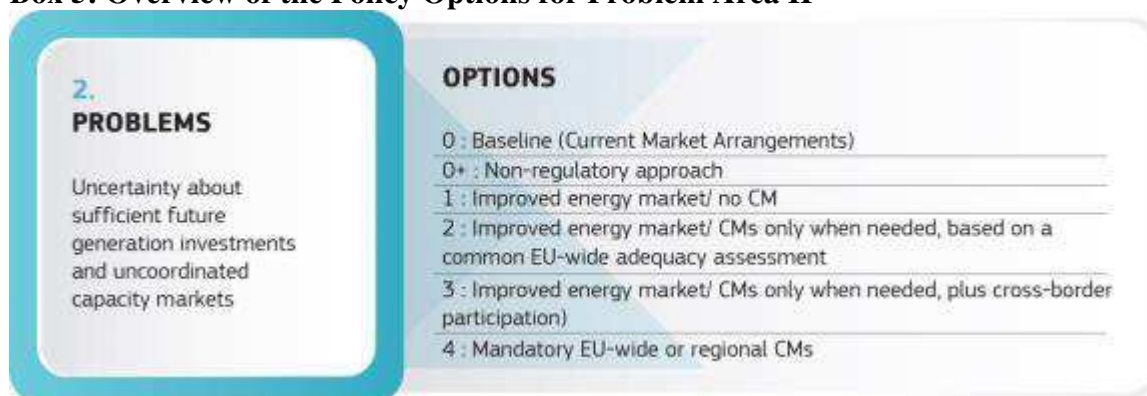 Box 5: Overview of the Policy Options for Problem Area II
2.
PROBLEMS
Uncertainty about
sufficient future
generation investments
and uncoordinated
capacity markets
OPTIONS
0 : Baseline (Current Market Arrangements)
0+ : Non-regulatory approach
1 : Improved energy market/ no CM
2 : Improved energy market/ CMs only when needed, based on a
common EU-wide adequacy assessment
3 : Improved energy market/ CMs only when needed, plus cross-border
participation)
4 : Mandatory EU-wide or regional CMs